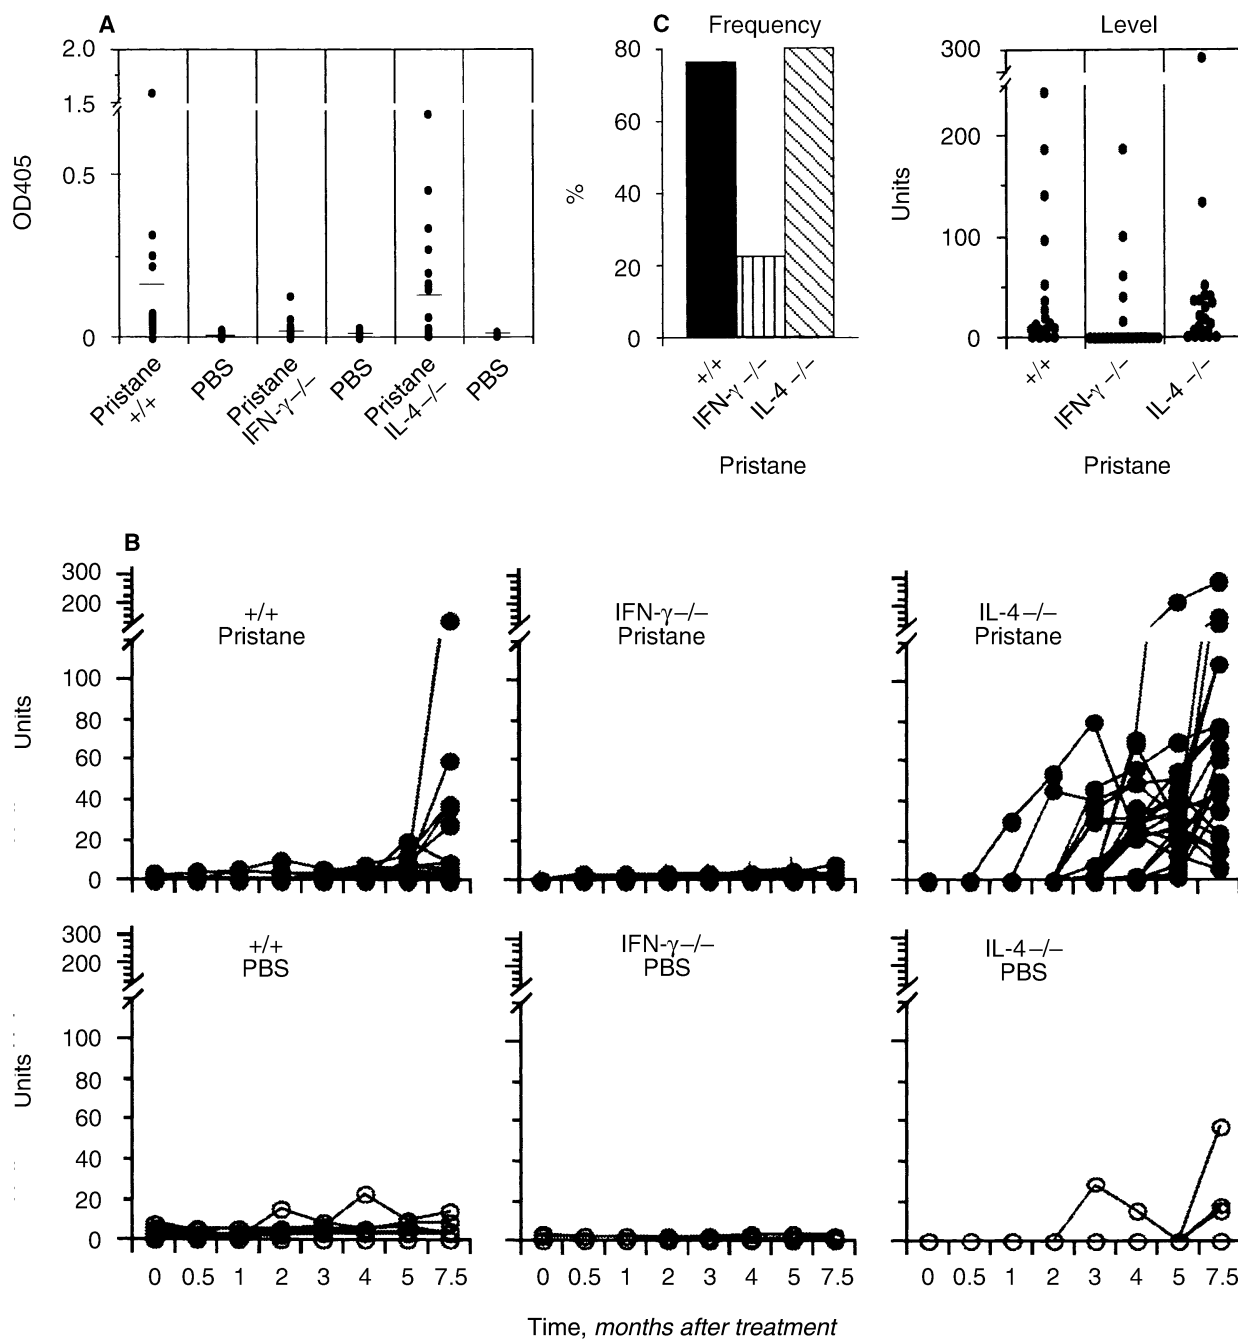 A
2.0
1.5
0.5
0
OD405
Pristane
+/+
PBS
Pristane
IFN-γ–/–
PBS
Pristane
IL-4–/–
PBS
C
Frequency
80
60
40
20
0
%
+/+
IFN-γ –/–
IL-4 –/–
Pristane
Level
300
200
100
0
Units
+/+
IFN-γ –/–
IL-4 –/–
Pristane
B
300
200
100
80
60
40
20
0
Units
+/+
Pristane
IFN-γ–/–
Pristane
IL-4–/–
Pristane
300
200
100
80
60
40
20
0
Units
+/+
PBS
IFN-γ–/–
PBS
IL-4–/–
PBS
0 0.5 1 2 3 4 5 7.5
0 0.5 1 2 3 4 5 7.5
0 0.5 1 2 3 4 5 7.5
Time, months after treatment